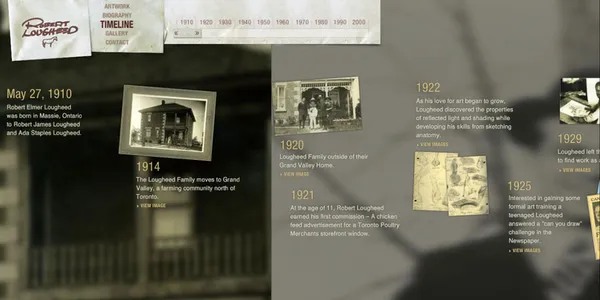 ROBERT
LOUGHEED
ARTWORK
BIOGRAPHY
TIMELINE
GALLERY
CONTACT
1910 1920 1930 1940 1950 1960 1970 1980 1990 2000
May 27, 1910
Robert Elmer Lougheed
was born in Massie, Ontario
to Robert James Lougheed
and Ada Staples Lougheed.
1914
The Lougheed Family moves to Grand
Valley, a farming community north of
Toronto.
VIEW IMAGE
1920
Lougheed Family outside of their
Grand Valley Home.
VIEW IMAGE
1921
At the age of 11, Robert Lougheed
earned his first commission – A chicken
feed advertisement for a Toronto Poultry
Merchants storefront window.
1922
As his love for art began to grow,
Lougheed discovered the properties
of reflected light and shading while
developing his skills from sketching
anatomy.
VIEW IMAGES
1925
Interested in gaining some
formal art training a
teenaged Lougheed
answered a "can you draw"
challenge in the
Newspaper.
VIEW IMAGES
1929
Lougheed left th
to find work as
VIEW IMAGES